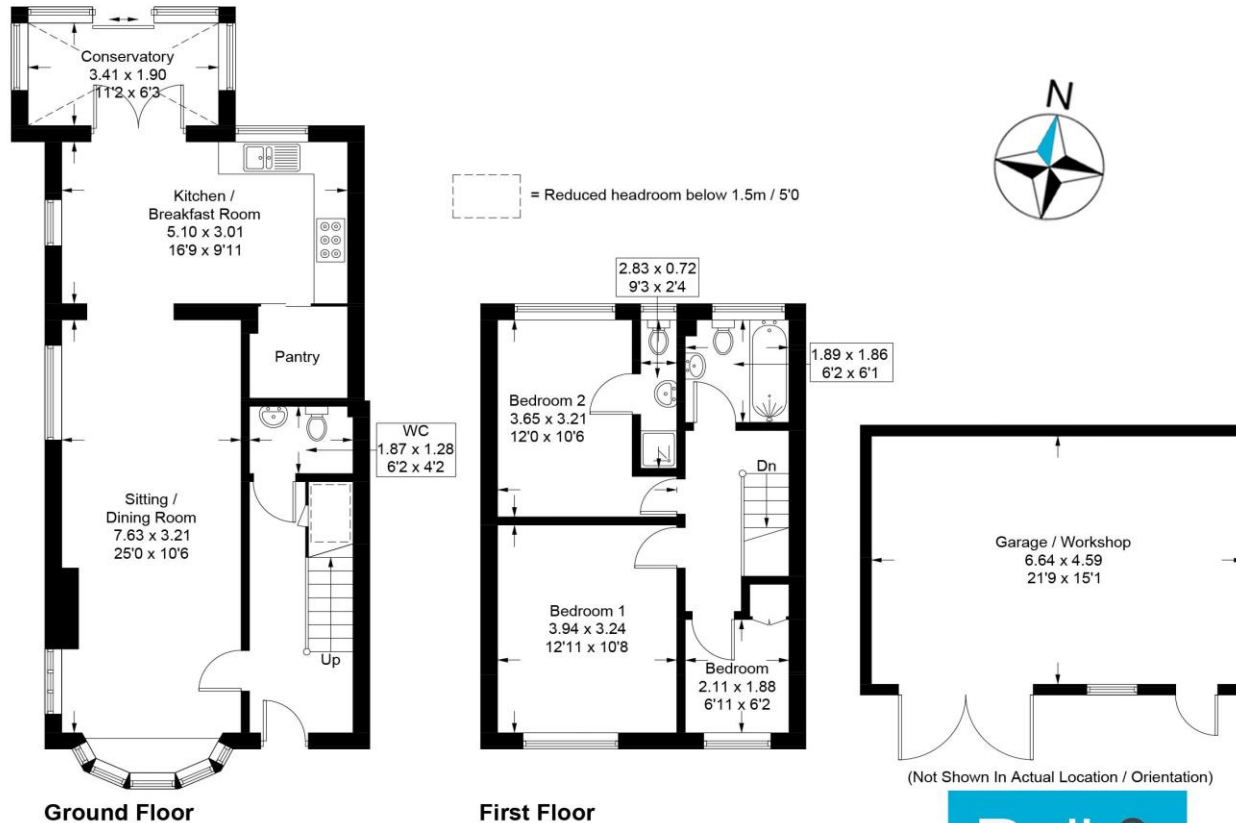 Conservatory
3.41 x 1.90
11'2 x 6'3
N
= Reduced headroom below 1.5m / 5'0
Kitchen /
Breakfast Room
5.10 x 3.01
16'9 x 9'11
Pantry
WC
1.87 x 1.28
6'2 x 4'2
Sitting /
Dining Room
7.63 x 3.21
25'0 x 10'6
Up
Ground Floor
2.83 x 0.72
9'3 x 2'4
1.89 x 1.86
6'2 x 6'1
Bedroom 2
3.65 x 3.21
12'0 x 10'6
Dn
Bedroom 1
3.94 x 3.24
12'11 x 10'8
Bedroom
2.11 x 1.88
6'11 x 6'2
First Floor
Garage / Workshop
6.64 x 4.59
21'9 x 15'1
(Not Shown In Actual Location / Orientation)